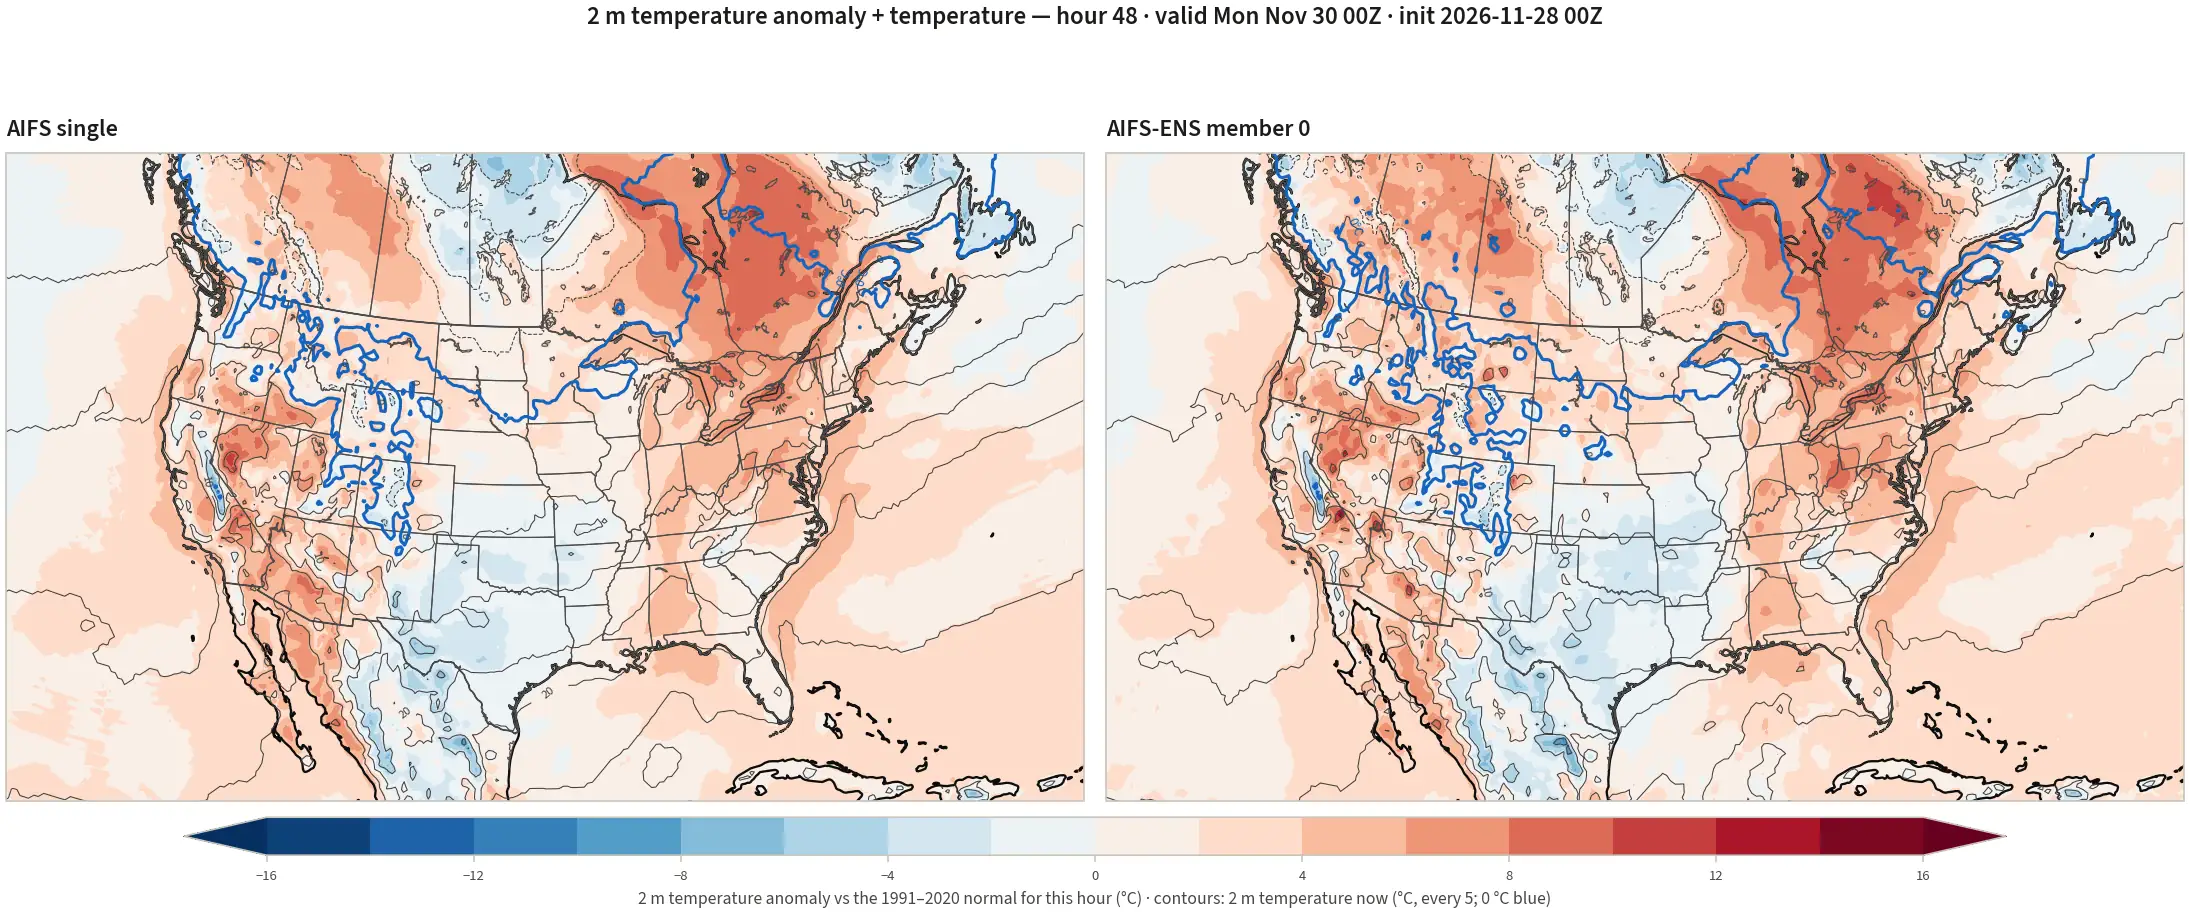 2 m temperature anomaly + temperature — hour 48 · valid Mon Nov 30 00Z · init 2026-11-28 00Z
AIFS single
AIFS-ENS member 0
20
−16
−12
−8
−4
0
4
8
12
16
2 m temperature anomaly vs the 1991–2020 normal for this hour (°C) · contours: 2 m temperature now (°C, every 5; 0 °C blue)